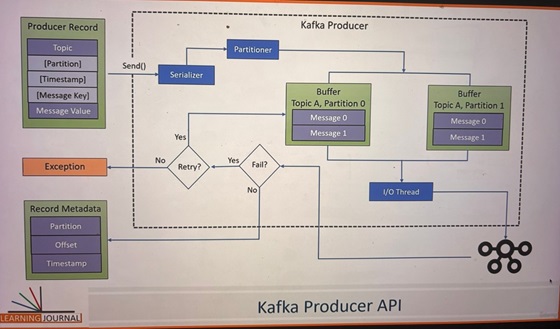 Producer Record
Topic
[Partition]
[Timestamp]
[Message Key]
Message Value
Send()
Kafka Producer
Serializer
Partitioner
Buffer
Topic A, Partition 0
Message 0
Message 1
Buffer
Topic A, Partition 1
Message 0
Message 1
Yes
Exception
No
Retry?
Yes
Fail?
No
I/O Thread
Record Metadata
Partition
Offset
Timestamp
LEARNING JOURNAL
Kafka Producer API